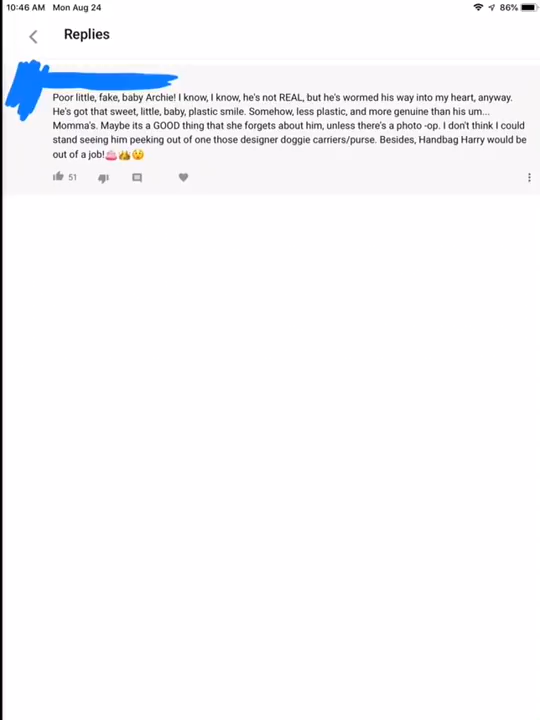 10:46 AM Mon Aug 24 86%
Replies
Poor little, fake, baby Archie! I know, I know, he's not REAL, but he's wormed his way into my heart, anyway.
He's got that sweet, little, baby, plastic smile. Somehow, less plastic, and more genuine than his um...
Momma's. Maybe its a GOOD thing that she forgets about him, unless there's a photo -op. I don't think I could
stand seeing him peeking out of one those designer doggie carriers/purse. Besides, Handbag Harry would be
out of a job!👛👜😲
51